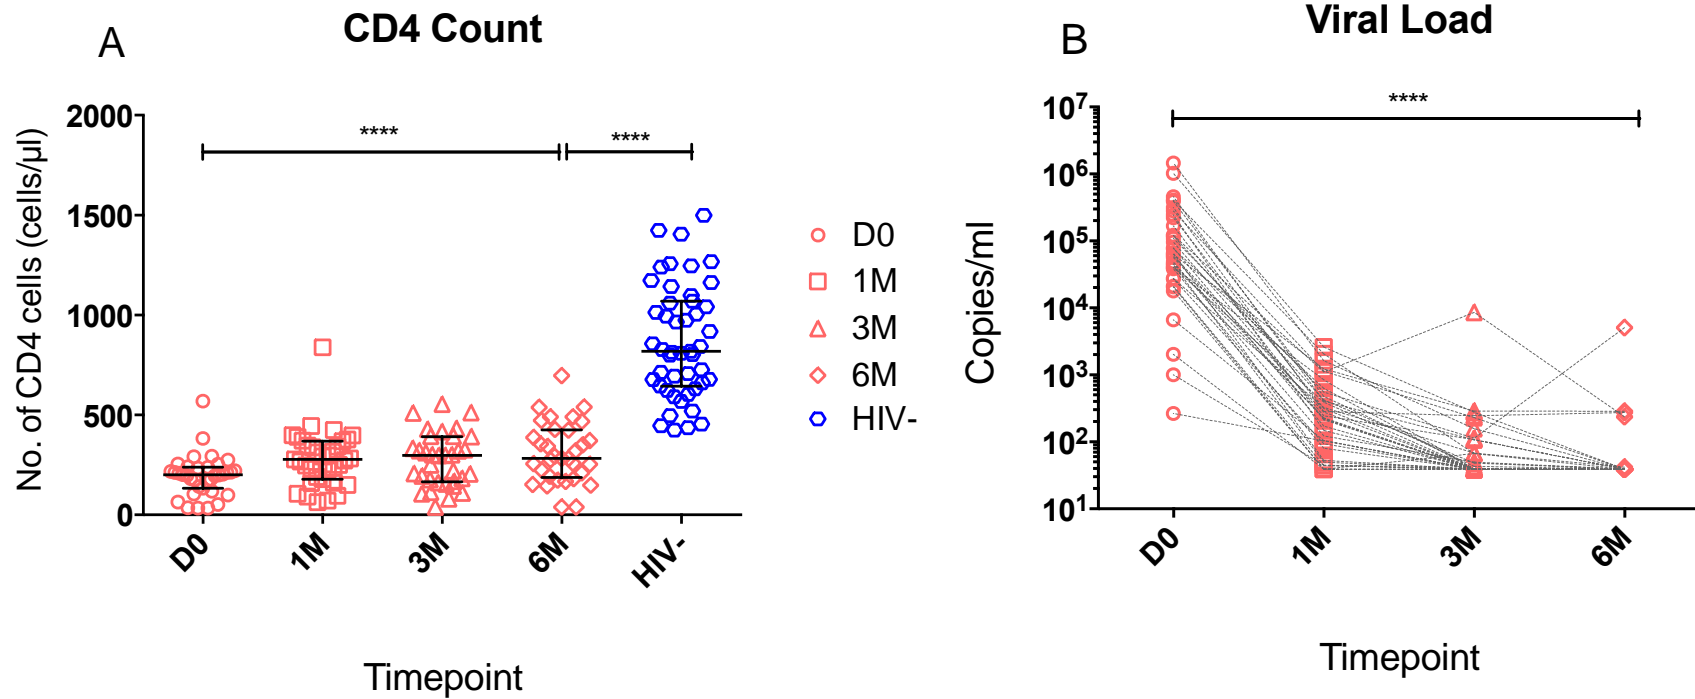 A
CD4 Count
No. of CD4 cells (cells/µl)
2000
1500
1000
500
0
****
****
D0
1M
3M
6M
HIV-
Timepoint
D0
1M
3M
6M
HIV-
B
Viral Load
Copies/ml
10⁷
10⁶
10⁵
10⁴
10³
10²
10¹
****
D0
1M
3M
6M
Timepoint